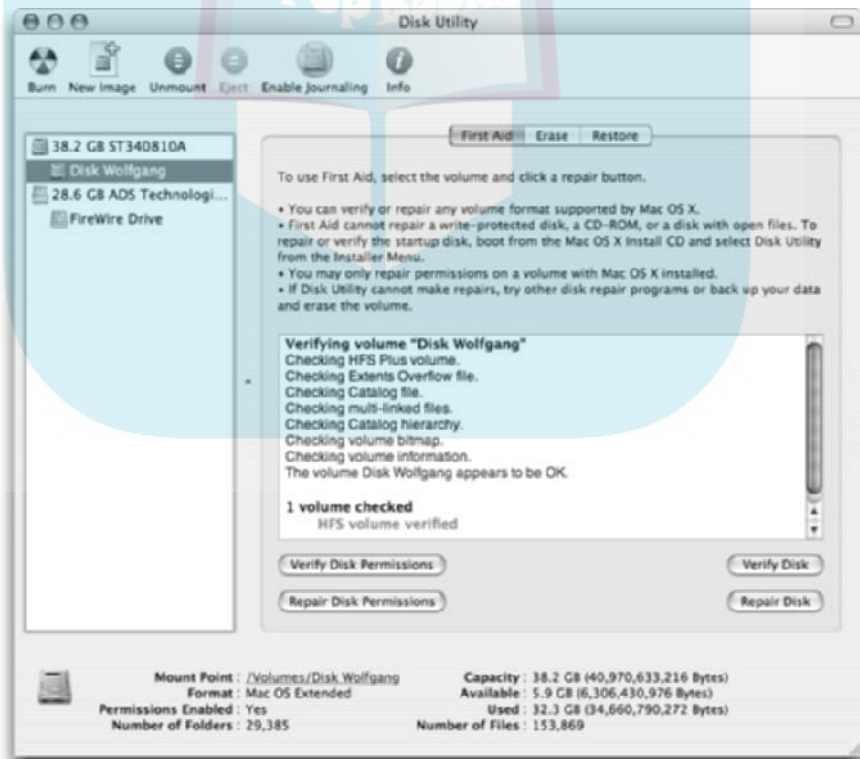 Disk Utility
Burn New Image Unmount Eject Enable Journaling Info
38.2 GB ST340810A
Disk Wolfgang
28.6 GB ADS Technologi...
FireWire Drive
First Aid Erase Restore
To use First Aid, select the volume and click a repair button.
• You can verify or repair any volume format supported by Mac OS X.
• First Aid cannot repair a write-protected disk, a CD-ROM, or a disk with open files. To
repair or verify the startup disk, boot from the Mac OS X Install CD and select Disk Utility
from the Installer Menu.
• You may only repair permissions on a volume with Mac OS X installed.
• If Disk Utility cannot make repairs, try other disk repair programs or back up your data
and erase the volume.
Verifying volume "Disk Wolfgang"
Checking HFS Plus volume.
Checking Extents Overflow file.
Checking Catalog file.
Checking multi-linked files.
Checking Catalog hierarchy.
Checking volume bitmap.
Checking volume information.
The volume Disk Wolfgang appears to be OK.
1 volume checked
HFS volume verified
Verify Disk Permissions Verify Disk
Repair Disk Permissions Repair Disk
Mount Point : /Volumes/Disk Wolfgang Capacity : 38.2 GB (40,970,633,216 Bytes)
Format : Mac OS Extended Available : 5.9 GB (6,306,430,976 Bytes)
Permissions Enabled : Yes Used : 32.3 GB (34,660,790,272 Bytes)
Number of Folders : 29,385 Number of Files : 153,869